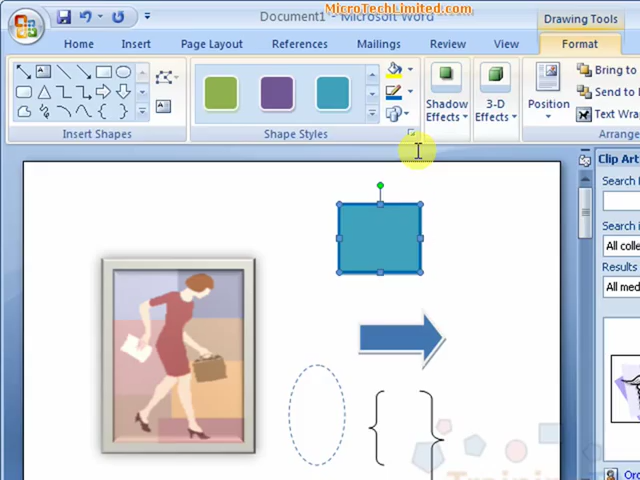 MicroTechLimited.com
Document1 - Microsoft Word
Drawing Tools
Home Insert Page Layout References Mailings Review View Format
Bring to
Send to
Text Wra
Shadow Effects
3-D Effects
Position
Insert Shapes Shape Styles Arrange
Clip Art
Search
Search i
All colle
Results
All med
Org